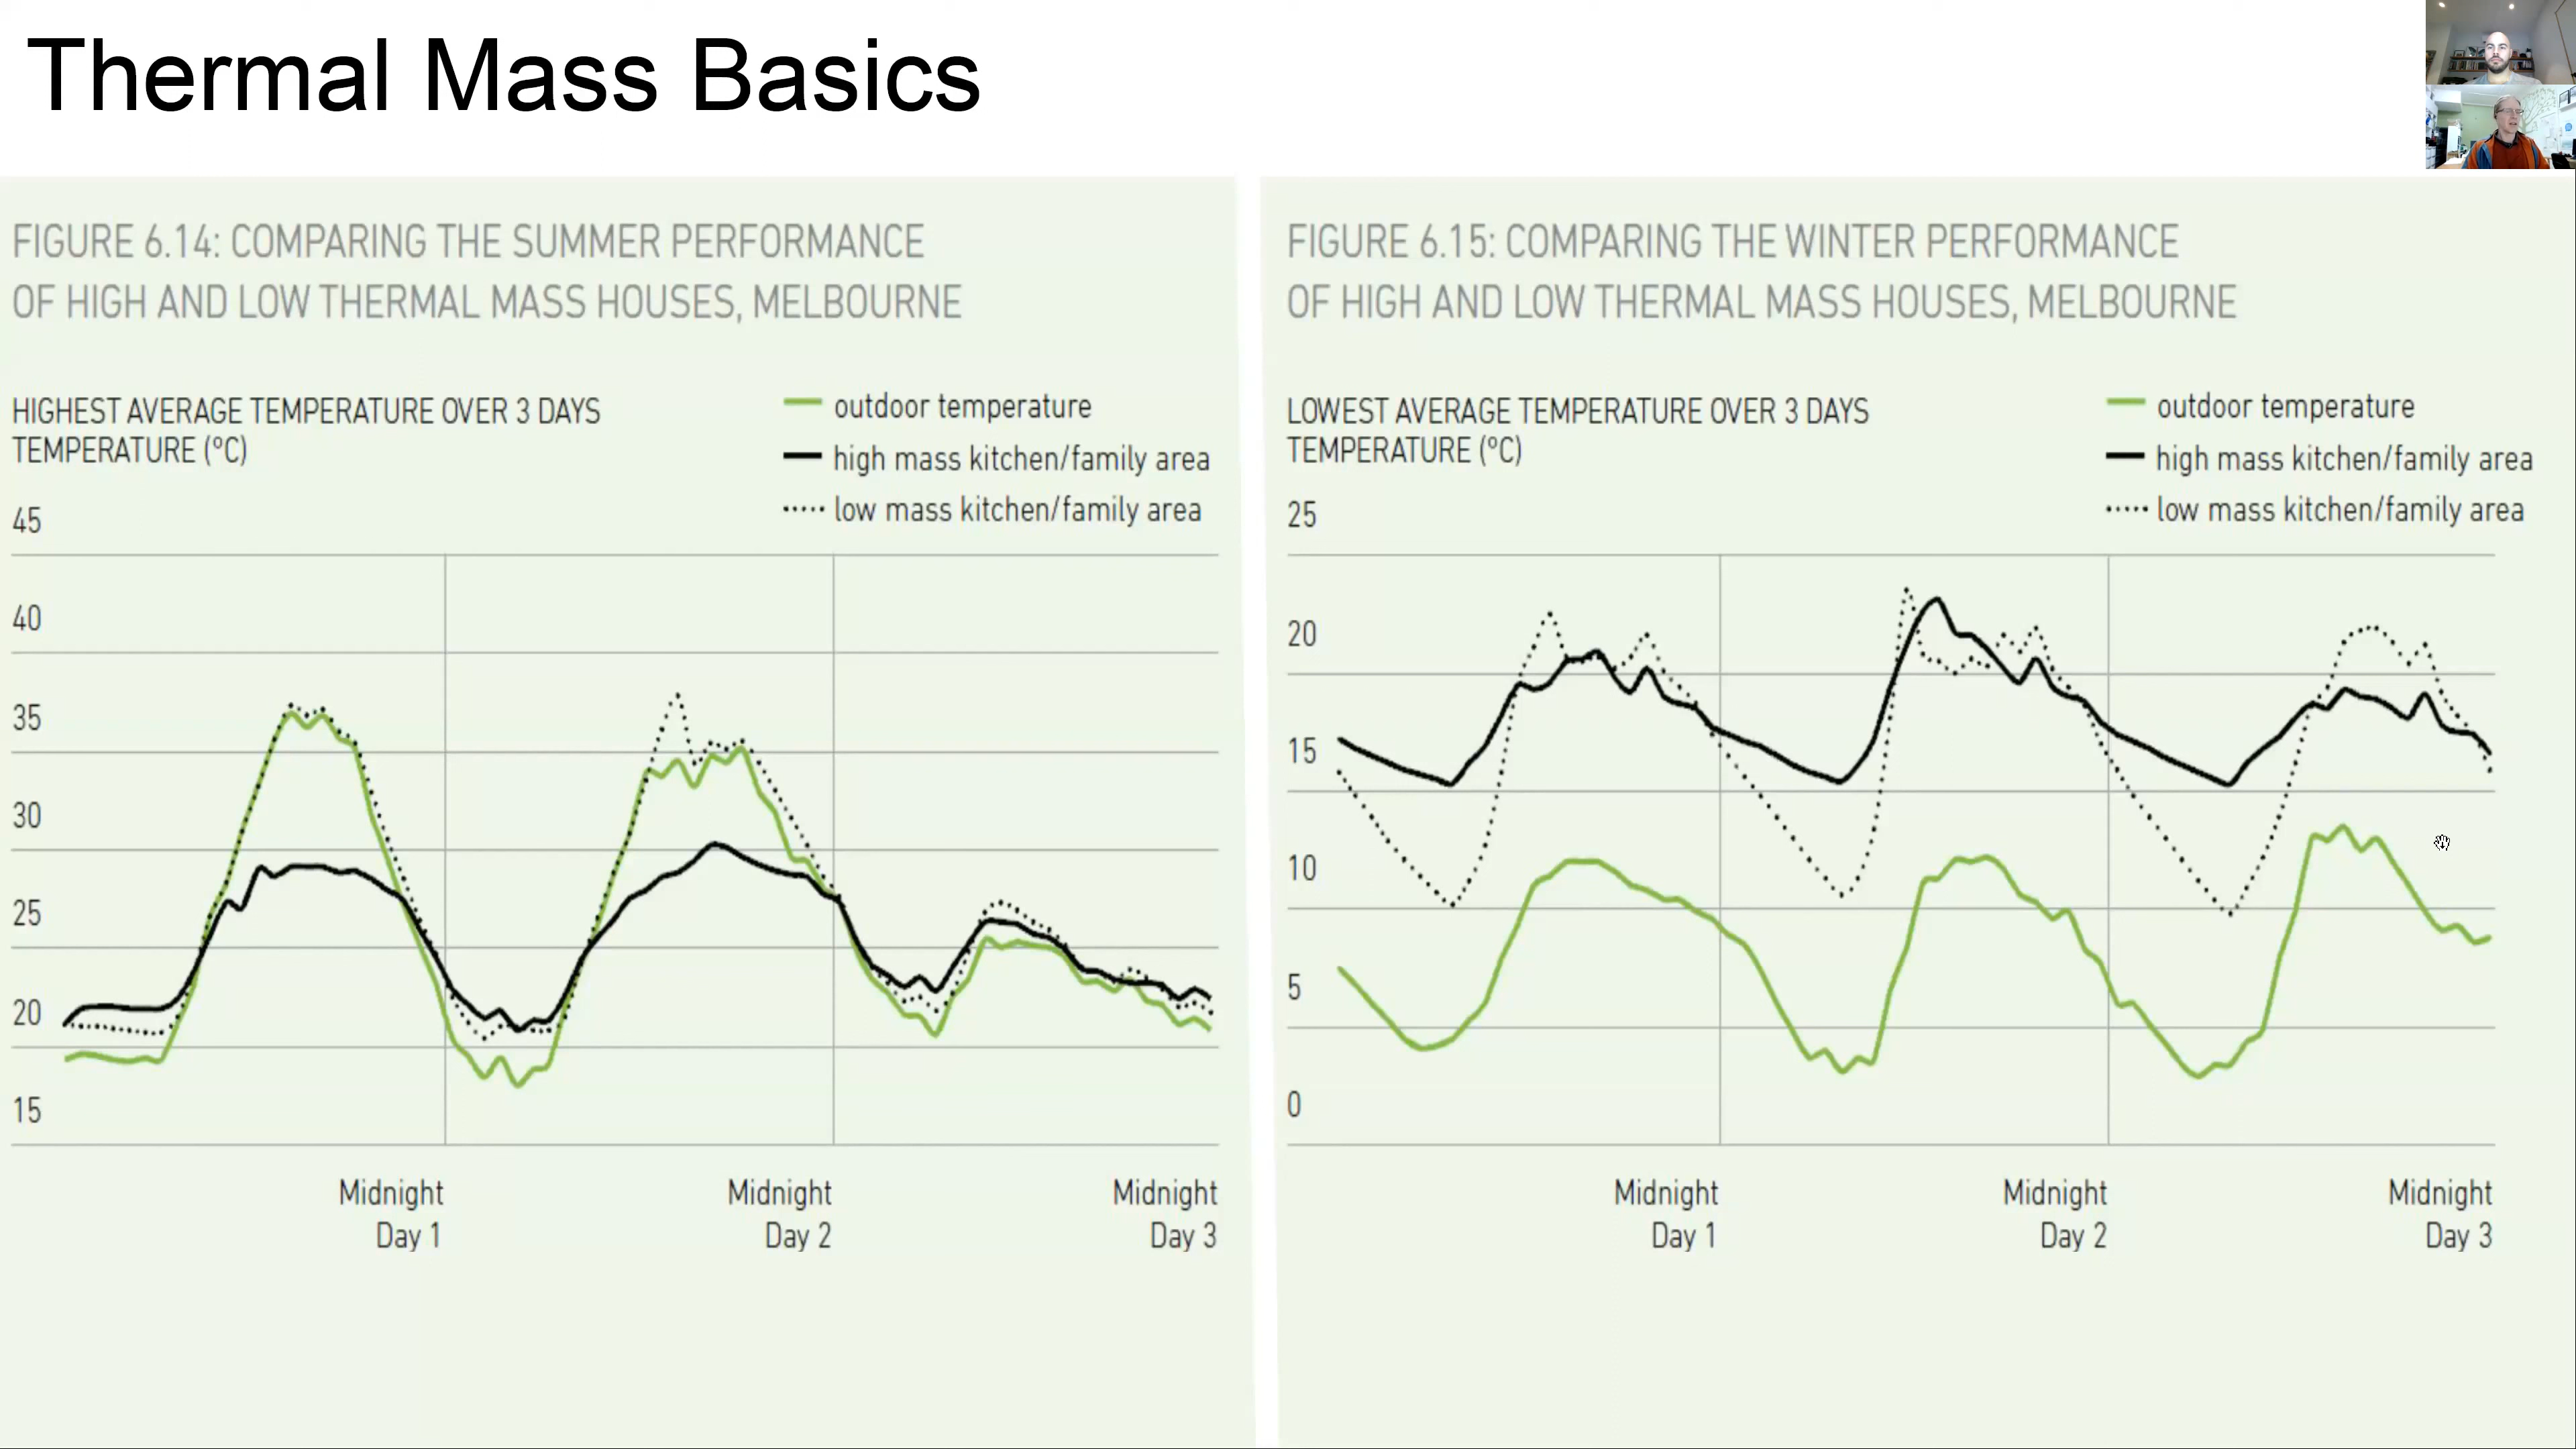 Thermal Mass Basics
FIGURE 6.14: COMPARING THE SUMMER PERFORMANCE
OF HIGH AND LOW THERMAL MASS HOUSES, MELBOURNE
HIGHEST AVERAGE TEMPERATURE OVER 3 DAYS
TEMPERATURE (ºC)
outdoor temperature
high mass kitchen/family area
low mass kitchen/family area
45
40
35
30
25
20
15
Midnight
Day 1
Midnight
Day 2
Midnight
Day 3
FIGURE 6.15: COMPARING THE WINTER PERFORMANCE
OF HIGH AND LOW THERMAL MASS HOUSES, MELBOURNE
LOWEST AVERAGE TEMPERATURE OVER 3 DAYS
TEMPERATURE (ºC)
outdoor temperature
high mass kitchen/family area
low mass kitchen/family area
25
20
15
10
5
0
Midnight
Day 1
Midnight
Day 2
Midnight
Day 3